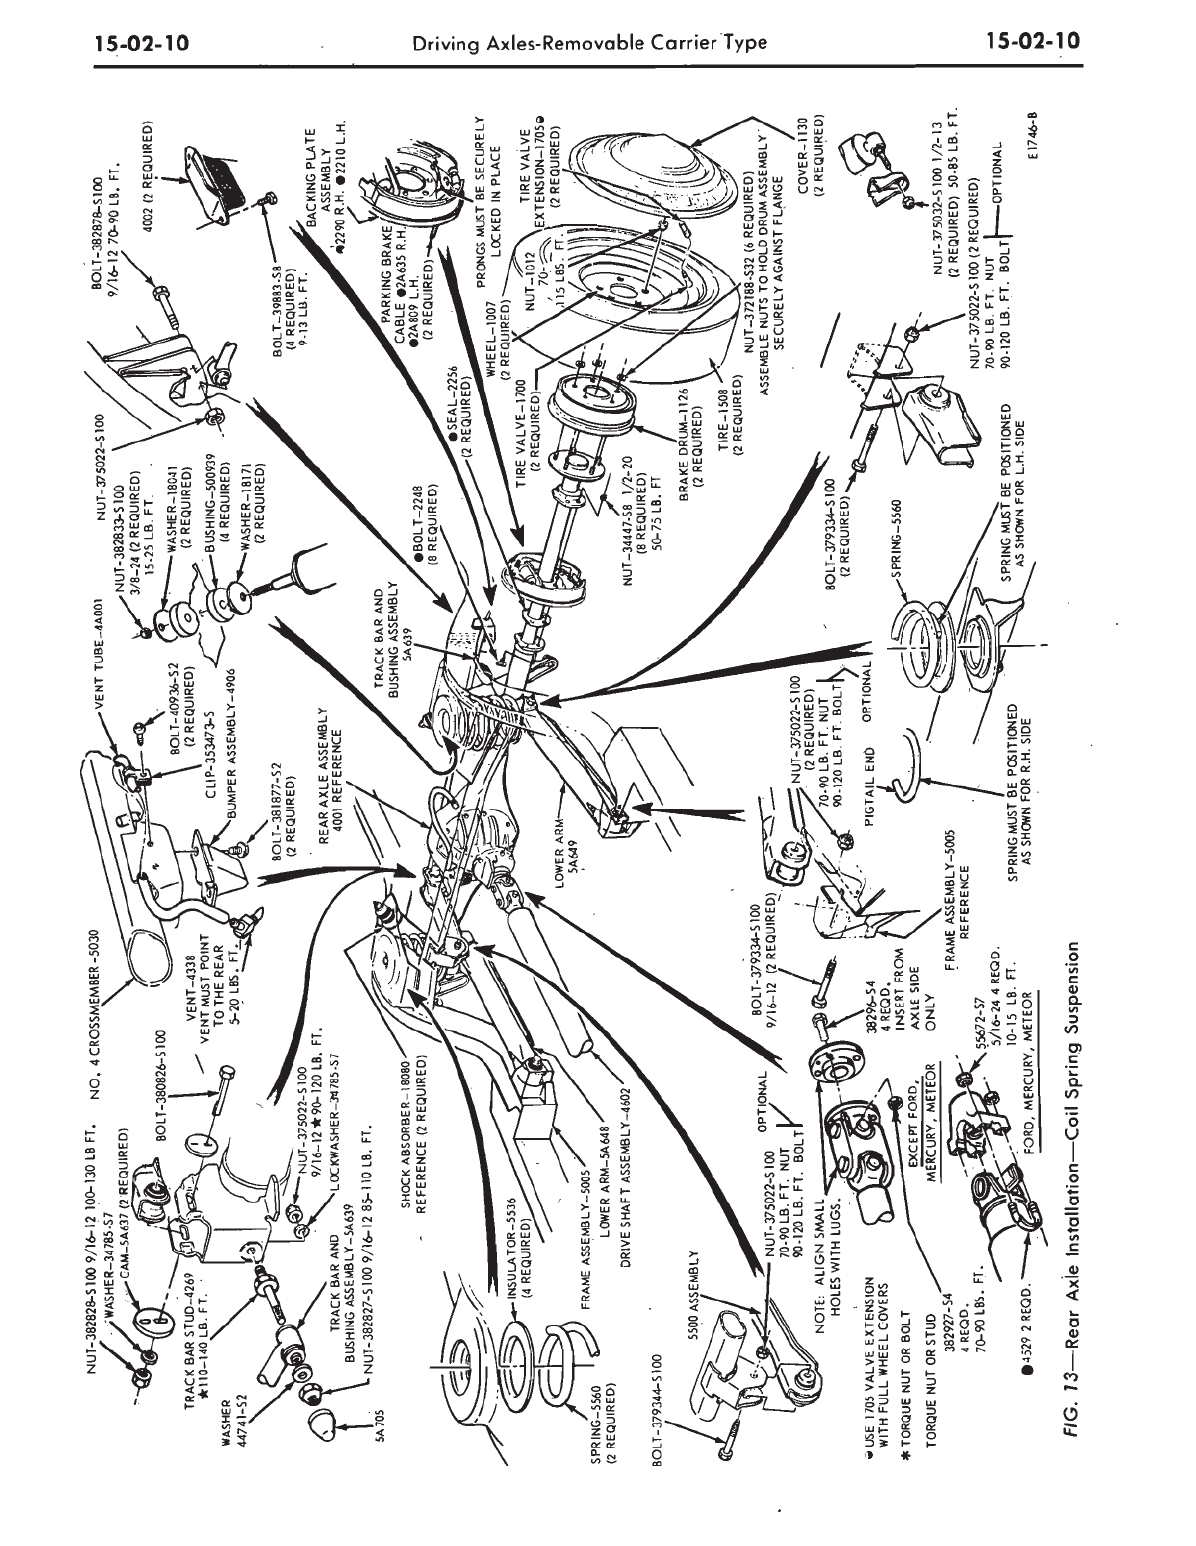 15-02-10
Driving Axles-Removable Carrier Type
15-02-10
NUT-382828-S100 9/16-12 100-130 LB FT.
WASHER-34785-S7
CAM-5A637 (2 REQUIRED)
BOLT-380826-S100
TRACK BAR STUD-4269
★110-140 LB. FT.
WASHER
44741-S2
5A705
NUT-375022-S100
9/16-12★90-120 LB. FT.
LOCKWASHER-34785-S7
TRACK BAR AND
BUSHING ASSEMBLY-5A639
NUT-382827-S100 9/16-12 85-110 LB. FT.
NO. 4 CROSSMEMBER-5030
VENT-4338
VENT MUST POINT
TO THE REAR
5-20 LBS. FT.
VENT TUBE-4A001
BOLT-40936-S2
(2 REQUIRED)
CLIP-353473-S
BUMPER ASSEMBLY-4906
BOLT-381877-S2
(2 REQUIRED)
REAR AXLE ASSEMBLY
4001 REFERENCE
NUT-375022-S100
NUT-382833-S100
3/8-24 (2 REQUIRED)
15-25 LB. FT.
WASHER-18041
(2 REQUIRED)
BUSHING-500939
(4 REQUIRED)
WASHER-18171
(2 REQUIRED)
TRACK BAR AND
BUSHING ASSEMBLY
5A639
BOLT-382878-S100
9/16-12 70-90 LB. FT.
4002 (2 REQUIRED)
BOLT-39883-S8
(4 REQUIRED)
9-13 LB. FT.
BACKING PLATE
ASSEMBLY
●2290 R.H. ●2210 L.H.
PARKING BRAKE
CABLE ●2A635 R.H.
●2A809 L.H.
(2 REQUIRED)
PRONGS MUST BE SECURELY
LOCKED IN PLACE
●BOLT-2248
(8 REQUIRED)
●SEAL-2256
(2 REQUIRED)
WHEEL-1007
(2 REQUIRED)
TIRE VALVE-1700
(2 REQUIRED)
NUT-1012
70-
115 LBS. FT.
TIRE VALVE
EXTENSION-1705
(2 REQUIRED)
NUT-34447-S8 1/2-20
(8 REQUIRED)
50-75 LB. FT
BRAKE DRUM-1126
(2 REQUIRED)
TIRE-1508
(2 REQUIRED)
NUT-372188-S32 (6 REQUIRED)
ASSEMBLE NUTS TO HOLD DRUM ASSEMBLY
SECURELY AGAINST FLANGE
COVER-1130
(2 REQUIRED)
NUT-375032-S100 1/2-13
(2 REQUIRED) 50-85 LB. FT.
NUT-375022-S100 (2 REQUIRED)
70-90 LB. FT. NUT
90-120 LB. FT. BOLT
OPTIONAL
E1746-B
BOLT-379334-S100
(2 REQUIRED)
SPRING-5560
SPRING MUST BE POSITIONED
AS SHOWN FOR L.H. SIDE
SHOCK ABSORBER-18080
REFERENCE (2 REQUIRED)
INSULATOR-5536
(4 REQUIRED)
SPRING-5560
(2 REQUIRED)
FRAME ASSEMBLY-5005
LOWER ARM-5A648
DRIVE SHAFT ASSEMBLY-4602
LOWER ARM
5A649
NUT-375022-S100
(2 REQUIRED)
70-90 LB. FT. NUT
90-120 LB. FT. BOLT
OPTIONAL
PIGTAIL END
SPRING MUST BE POSITIONED
AS SHOWN FOR R.H. SIDE
BOLT-379334-S100
9/16-12 (2 REQUIRED)
FRAME ASSEMBLY-5005
REFERENCE
5500 ASSEMBLY
BOLT-379344-S100
NUT-375022-S100
70-90 LB. FT. NUT
90-120 LB. FT. BOLT
OPTIONAL
NOTE: ALIGN SMALL
HOLES WITH LUGS.
38296-S4
4 REQD.
INSERT FROM
AXLE SIDE
ONLY
EXCEPT FORD,
MERCURY, METEOR
55672-S7
5/16-24 4 REQD.
10-15 LB. FT.
FORD, MERCURY, METEOR
USE 1705 VALVE EXTENSION
WITH FULL WHEEL COVERS
★TORQUE NUT OR BOLT
TORQUE NUT OR STUD
382927-S4
4 REQD.
70-90 LBS. FT.
●4529 2 REQD.
FIG. 13—Rear Axle Installation—Coil Spring Suspension